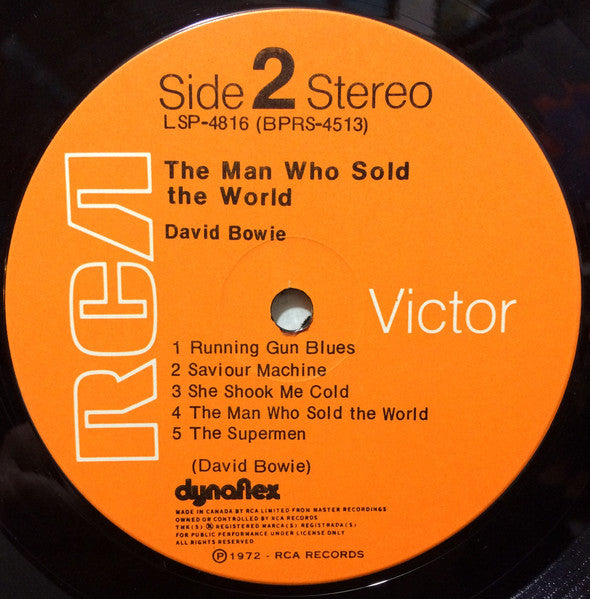 Side 2 Stereo
LSP-4816 (BPRS-4513)
The Man Who Sold
the World
David Bowie
RCA
Victor
1 Running Gun Blues
2 Saviour Machine
3 She Shook Me Cold
4 The Man Who Sold the World
5 The Supermen
(David Bowie)
dynaflex
MADE IN CANADA BY RCA LIMITED FROM MASTER RECORDINGS
OWNED OR CONTROLLED BY RCA RECORDS
TMK(S) ® REGISTERED MARCA(S) REGISTRADA(S)
FOR PUBLIC PERFORMANCE UNDER JURISDICTION OF CAPAC
ALL RIGHTS RESERVED
℗ 1972 - RCA RECORDS